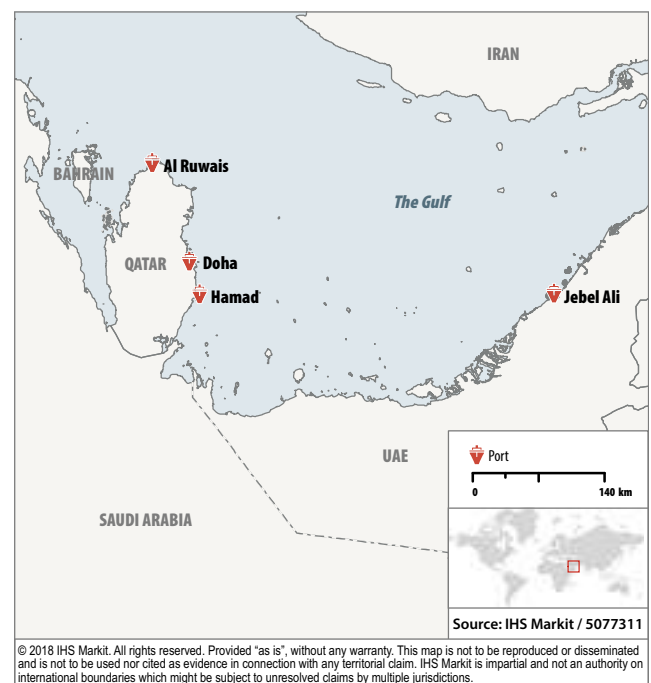 IRAN
BAHRAIN
Al Ruwais
The Gulf
QATAR
Doha
Hamad
Jebel Ali
UAE
SAUDI ARABIA
Port
0 140 km
Source: IHS Markit / 5077311
© 2018 IHS Markit. All rights reserved. Provided “as is”, without any warranty. This map is not to be reproduced or disseminated
and is not to be used nor cited as evidence in connection with any territorial claim. IHS Markit is impartial and not an authority on
international boundaries which might be subject to unresolved claims by multiple jurisdictions.